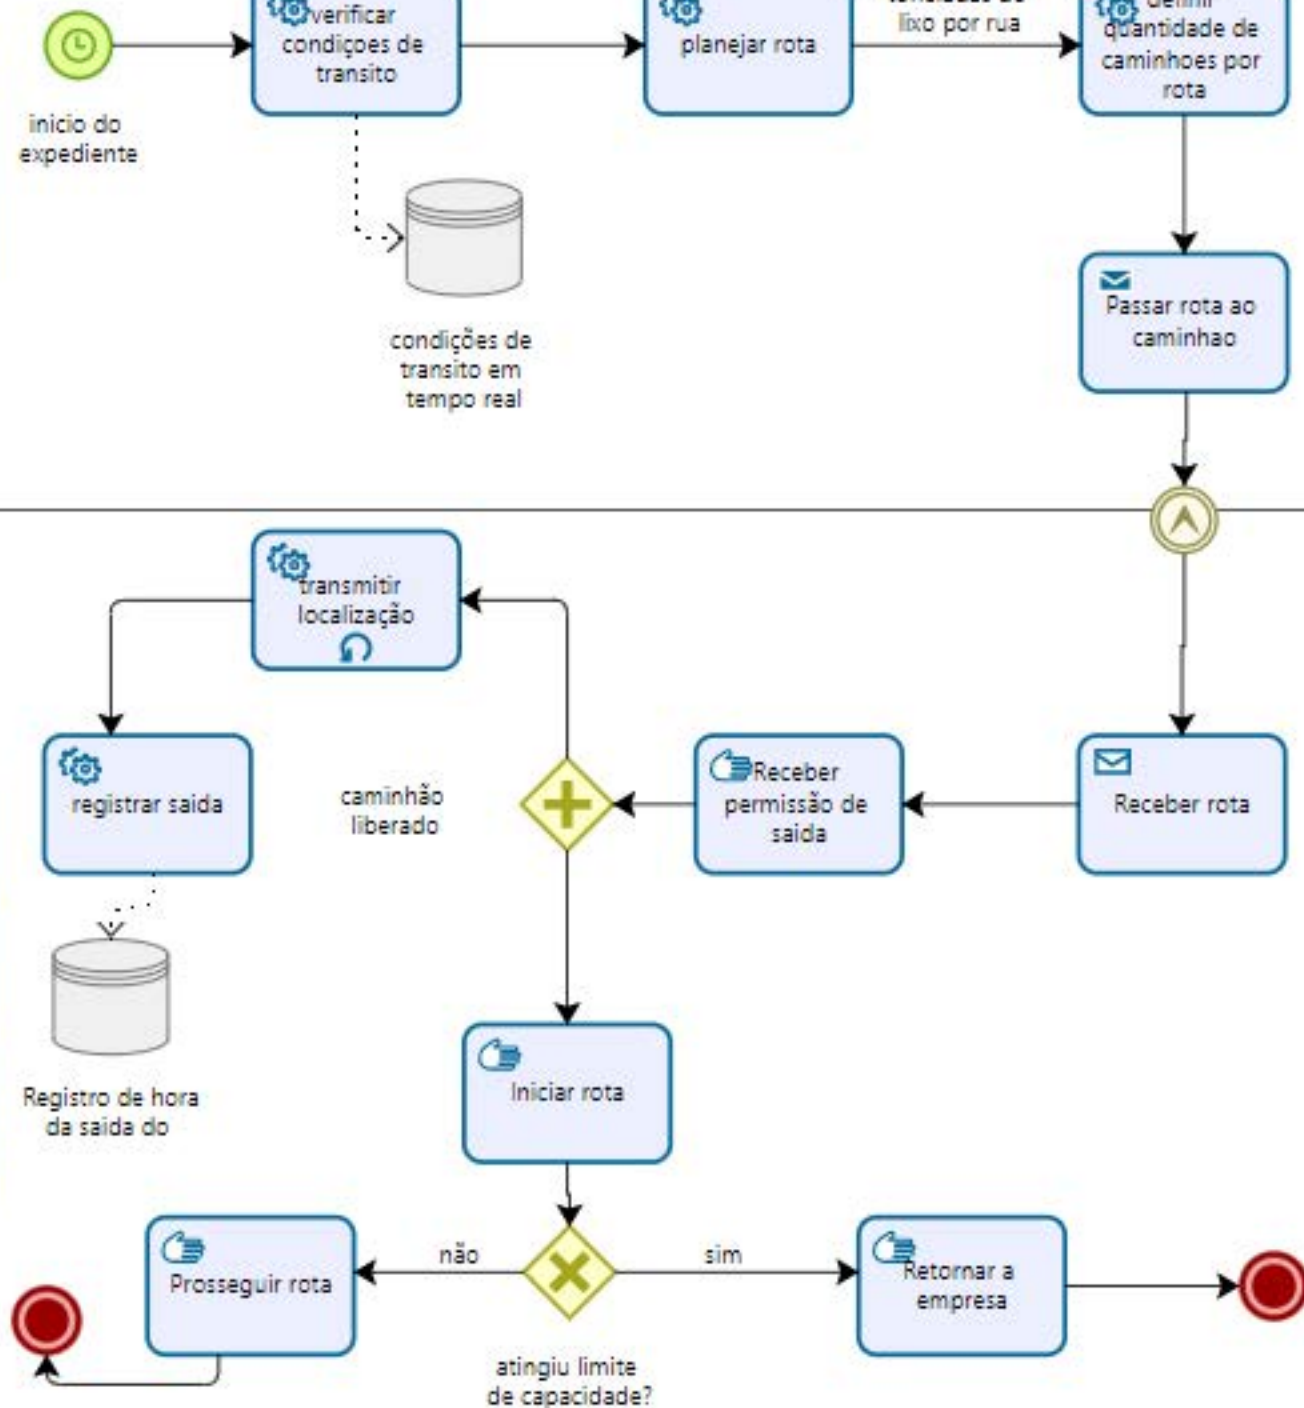 verificar
condiçoes de
transito
planejar rota
lixo por rua
quantidade de
caminhoes por
rota
inicio do
expediente
condições de
transito em
tempo real
Passar rota ao
caminhao
transmitir
localização
registrar saida
caminhão
liberado
Receber
permissão de
saida
Receber rota
Registro de hora
da saida do
Iniciar rota
não
sim
Prosseguir rota
Retornar a
empresa
atingiu limite
de capacidade?